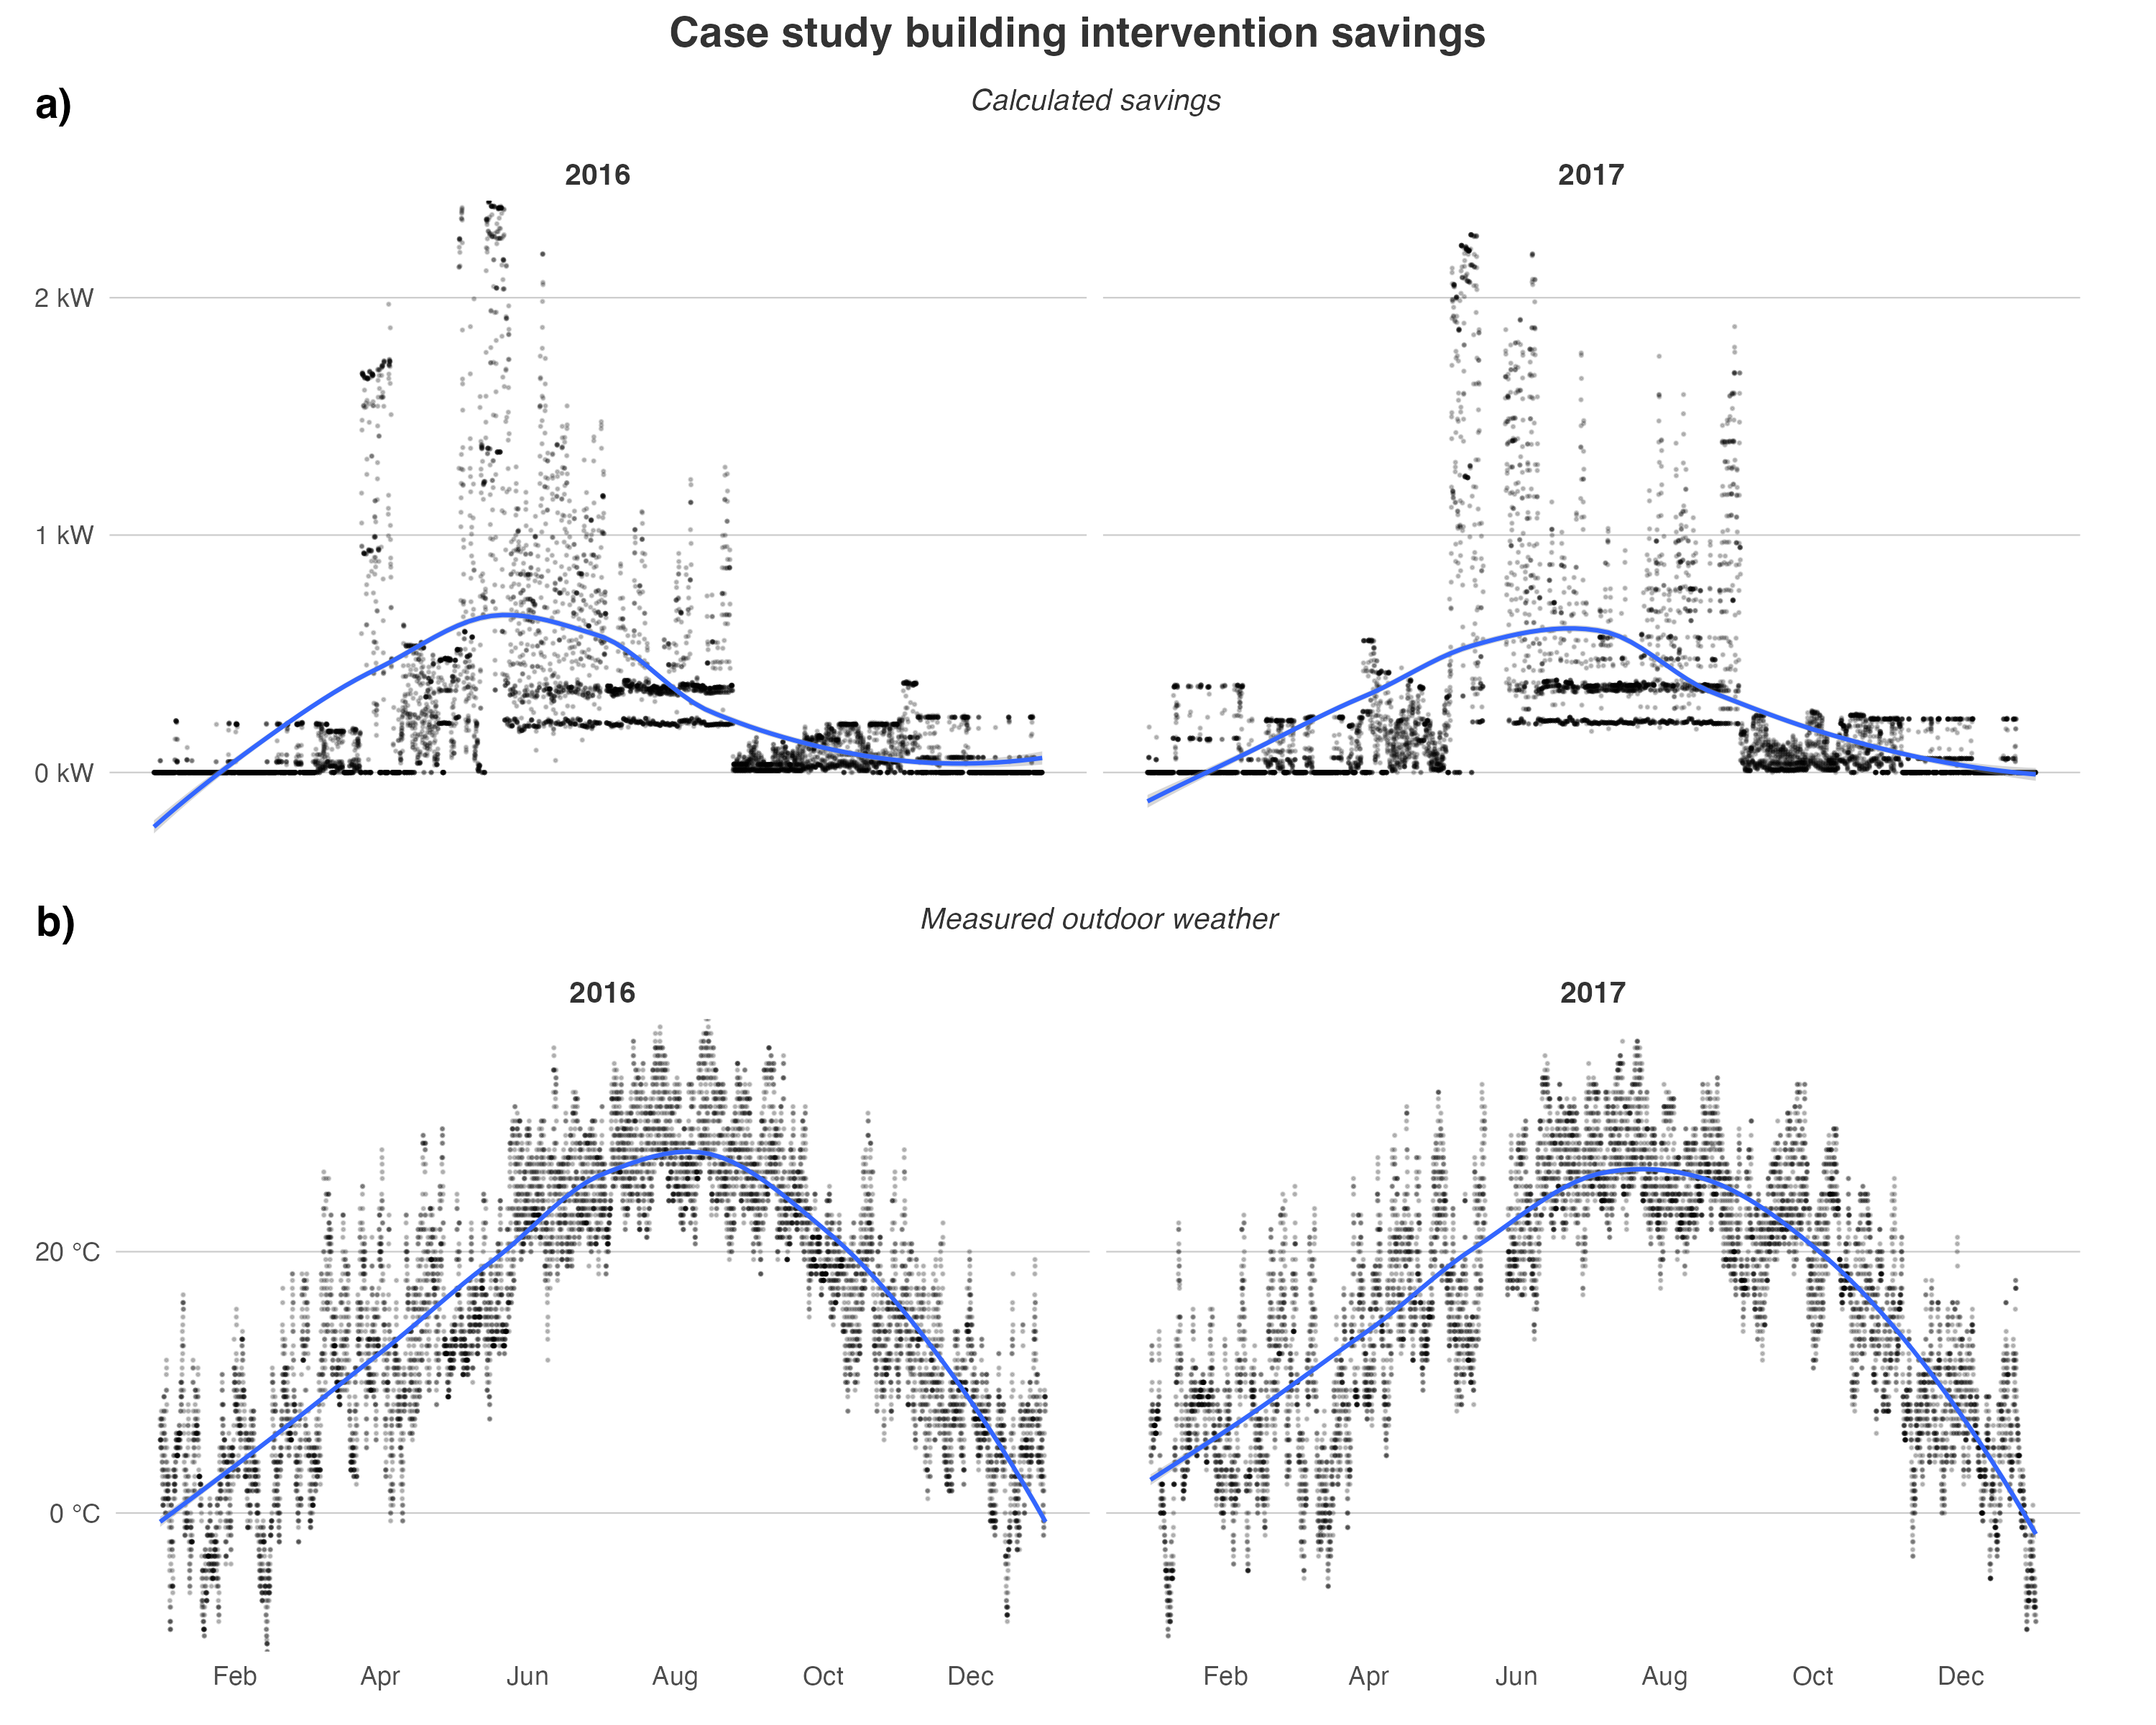 Case study building intervention savings
a)
Calculated savings
2016 2017
2 kW
1 kW
0 kW
b)
Measured outdoor weather
2016 2017
20 °C
0 °C
Feb Apr Jun Aug Oct Dec Feb Apr Jun Aug Oct Dec